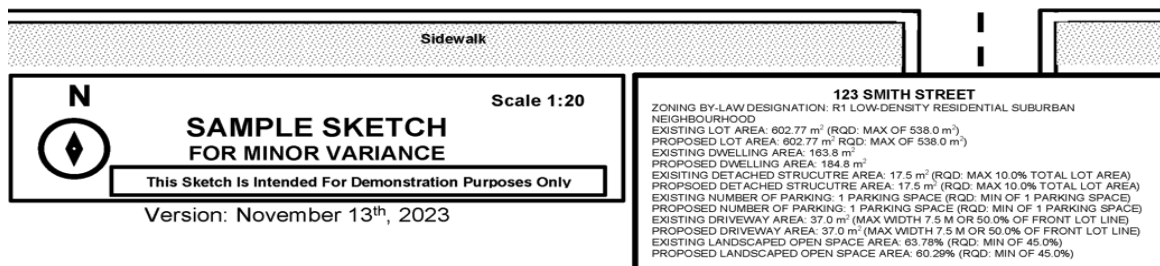 Sidewalk
N
Scale 1:20
SAMPLE SKETCH
FOR MINOR VARIANCE
This Sketch Is Intended For Demonstration Purposes Only
Version: November 13th, 2023
123 SMITH STREET
ZONING BY-LAW DESIGNATION: R1 LOW-DENSITY RESIDENTIAL SUBURBAN
NEIGHBOURHOOD
EXISTING LOT AREA: 602.77 m² (RQD: MAX OF 538.0 m²)
PROPOSED LOT AREA: 602.77 m² RQD: MAX OF 538.0 m²)
EXISTING DWELLING AREA: 163.8 m²
PROPOSED DWELLING AREA: 184.8 m²
EXISITING DETACHED STRUCUTRE AREA: 17.5 m² (RQD: MAX 10.0% TOTAL LOT AREA)
PROPSOED DETACHED STRUCUTRE AREA: 17.5 m² (RQD: MAX 10.0% TOTAL LOT AREA)
EXISTING NUMBER OF PARKING: 1 PARKING SPACE (RQD: MIN OF 1 PARKING SPACE)
PROPOSED NUMBER OF PARKING: 1 PARKING SPACE (RQD: MIN OF 1 PARKING SPACE)
EXISTING DRIVEWAY AREA: 37.0 m² (MAX WIDTH 7.5 M OR 50.0% OF FRONT LOT LINE)
PROPOSED DRIVEWAY AREA: 37.0 m² (MAX WIDTH 7.5 M OR 50.0% OF FRONT LOT LINE)
EXISTING LANDSCAPED OPEN SPACE AREA: 63.78% (RQD: MIN OF 45.0%)
PROPOSED LANDSCAPED OPEN SPACE AREA: 60.29% (RQD: MIN OF 45.0%)